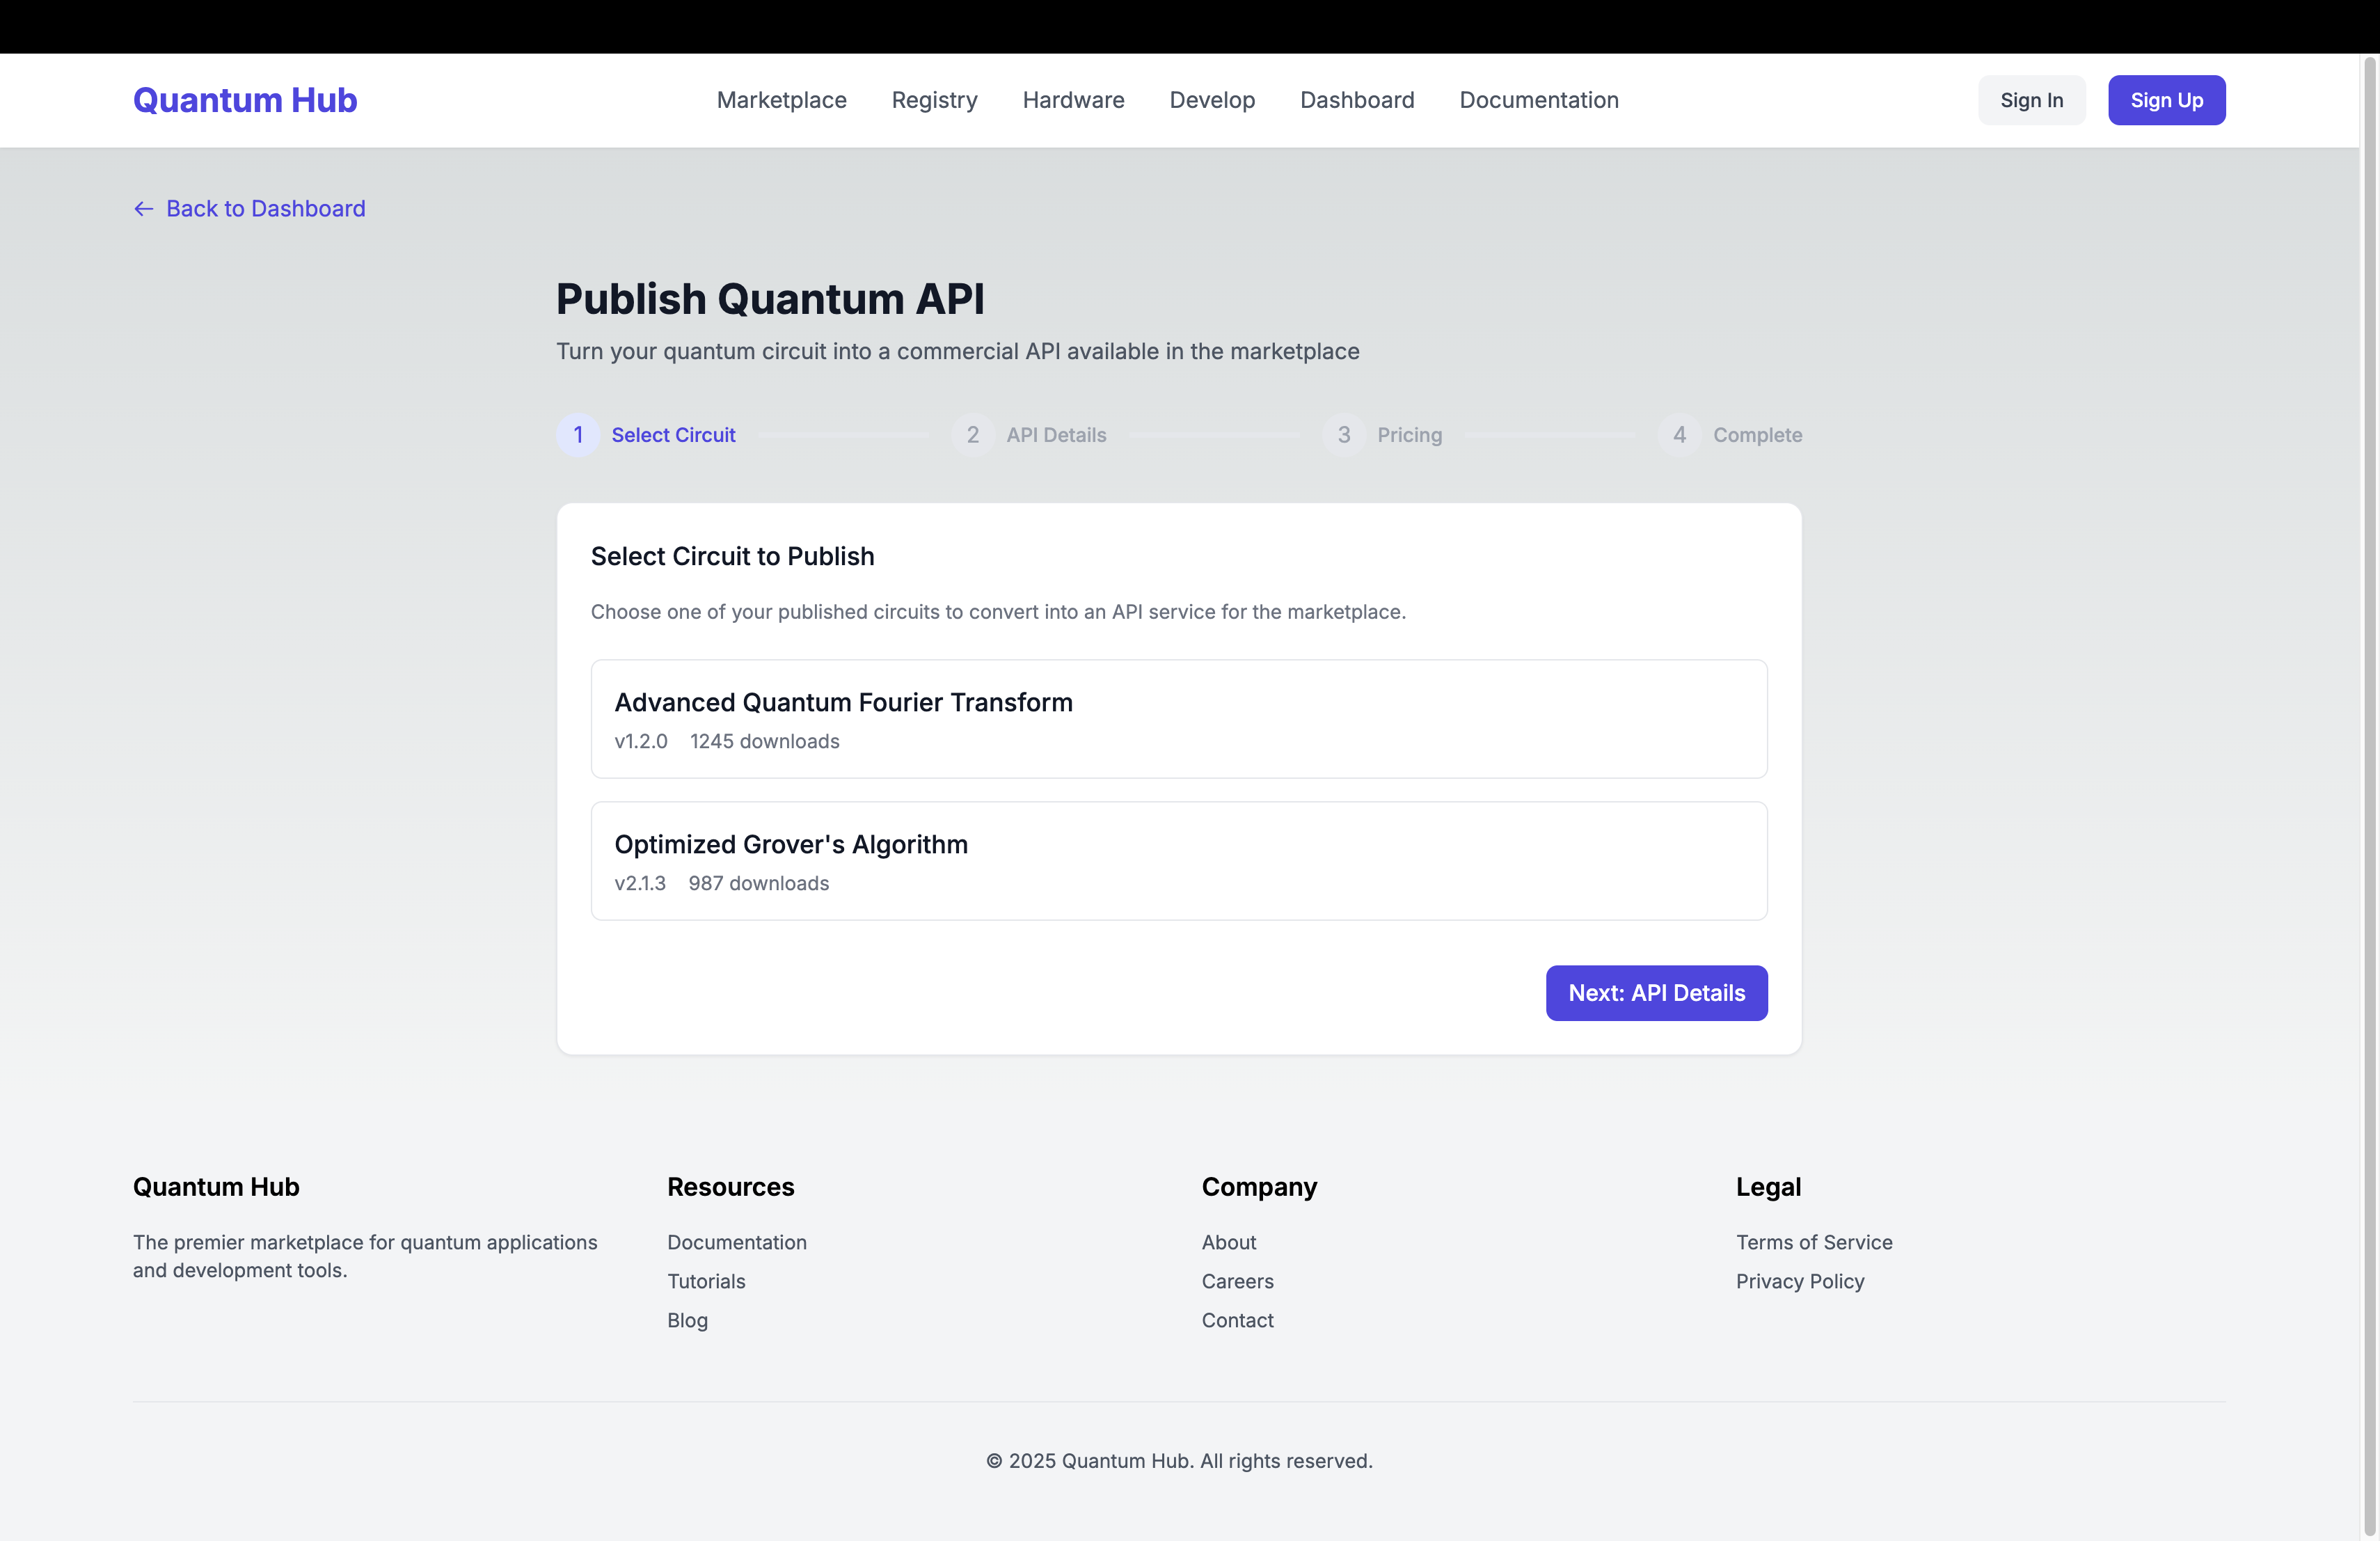 Quantum Hub
Marketplace
Registry
Hardware
Develop
Dashboard
Documentation
Sign In
Sign Up
← Back to Dashboard
Publish Quantum API
Turn your quantum circuit into a commercial API available in the marketplace
1 Select Circuit
2 API Details
3 Pricing
4 Complete
Select Circuit to Publish
Choose one of your published circuits to convert into an API service for the marketplace.
Advanced Quantum Fourier Transform
v1.2.0 1245 downloads
Optimized Grover's Algorithm
v2.1.3 987 downloads
Next: API Details
Quantum Hub
The premier marketplace for quantum applications
and development tools.
Resources
Documentation
Tutorials
Blog
Company
About
Careers
Contact
Legal
Terms of Service
Privacy Policy
© 2025 Quantum Hub. All rights reserved.